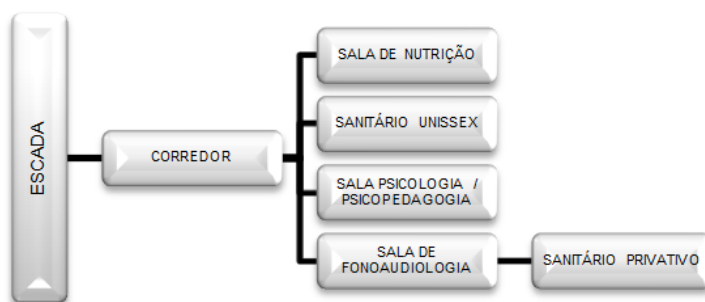 ESCADA
CORREDOR
SALA DE NUTRIÇÃO
SANITÁRIO UNISSEX
SALA PSICOLOGIA /
PSICOPEDAGOGIA
SALA DE
FONOAUDIOLOGIA
SANITÁRIO PRIVATIVO